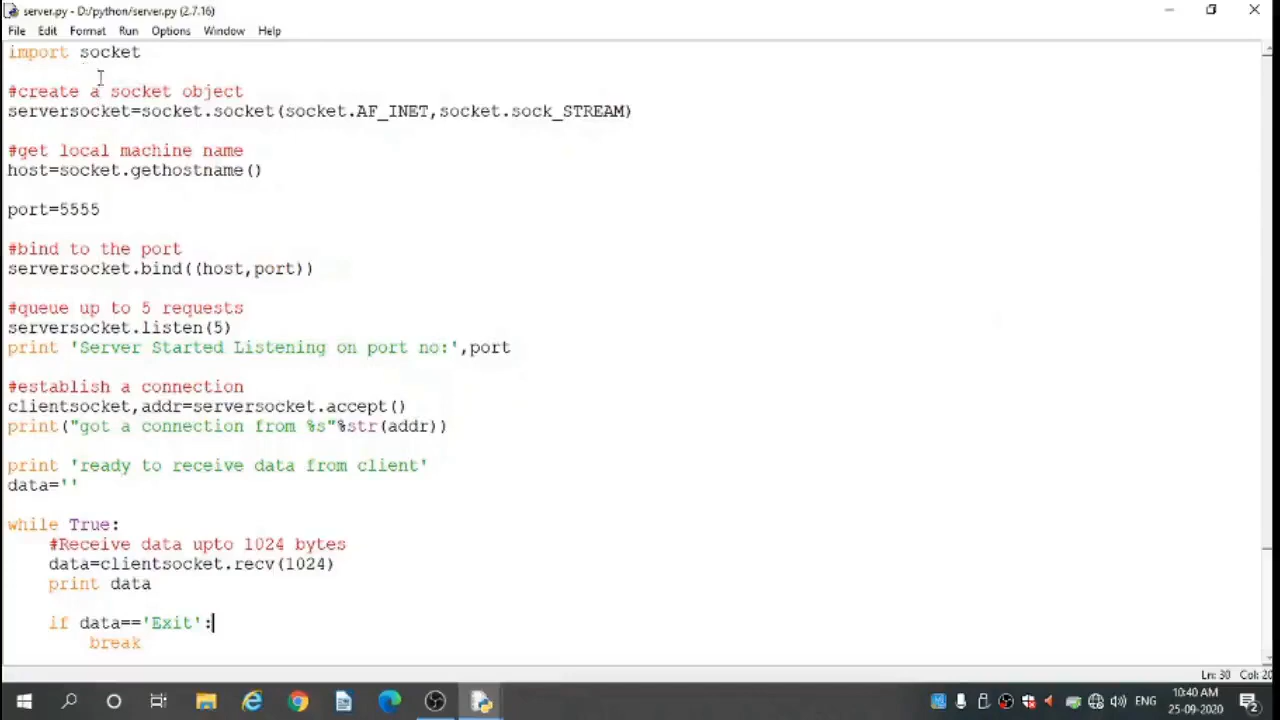 server.py - D:/python/server.py (2.7.16)
File Edit Format Run Options Window Help
import socket
#create a socket object
serversocket=socket.socket(socket.AF_INET,socket.sock_STREAM)
#get local machine name
host=socket.gethostname()
port=5555
#bind to the port
serversocket.bind((host,port))
#queue up to 5 requests
serversocket.listen(5)
print 'Server Started Listening on port no:',port
#establish a connection
clientsocket,addr=serversocket.accept()
print("got a connection from %s"%str(addr))
print 'ready to receive data from client'
data=''
while True:
#Receive data upto 1024 bytes
data=clientsocket.recv(1024)
print data
if data=='Exit':
break
Ln: 30 Col: 20
ENG
10:40 AM
25-09-2020
2